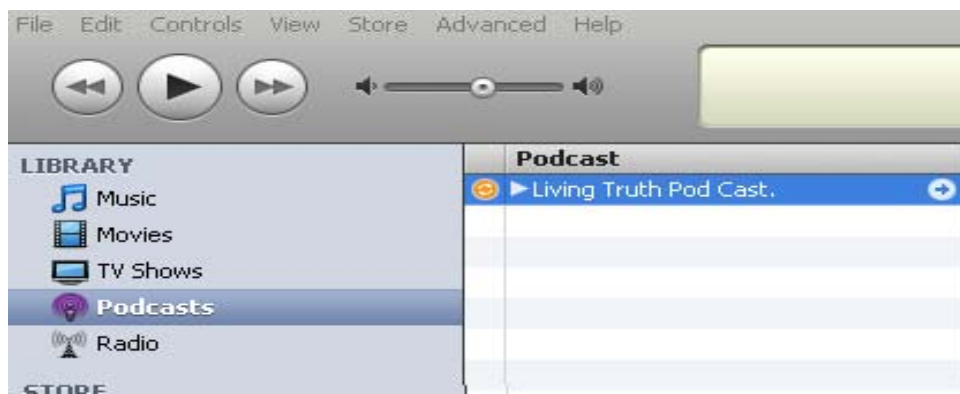 File Edit Controls View Store Advanced Help
LIBRARY
Music
Movies
TV Shows
Podcasts
Radio
STORE
Podcast
Living Truth Pod Cast.